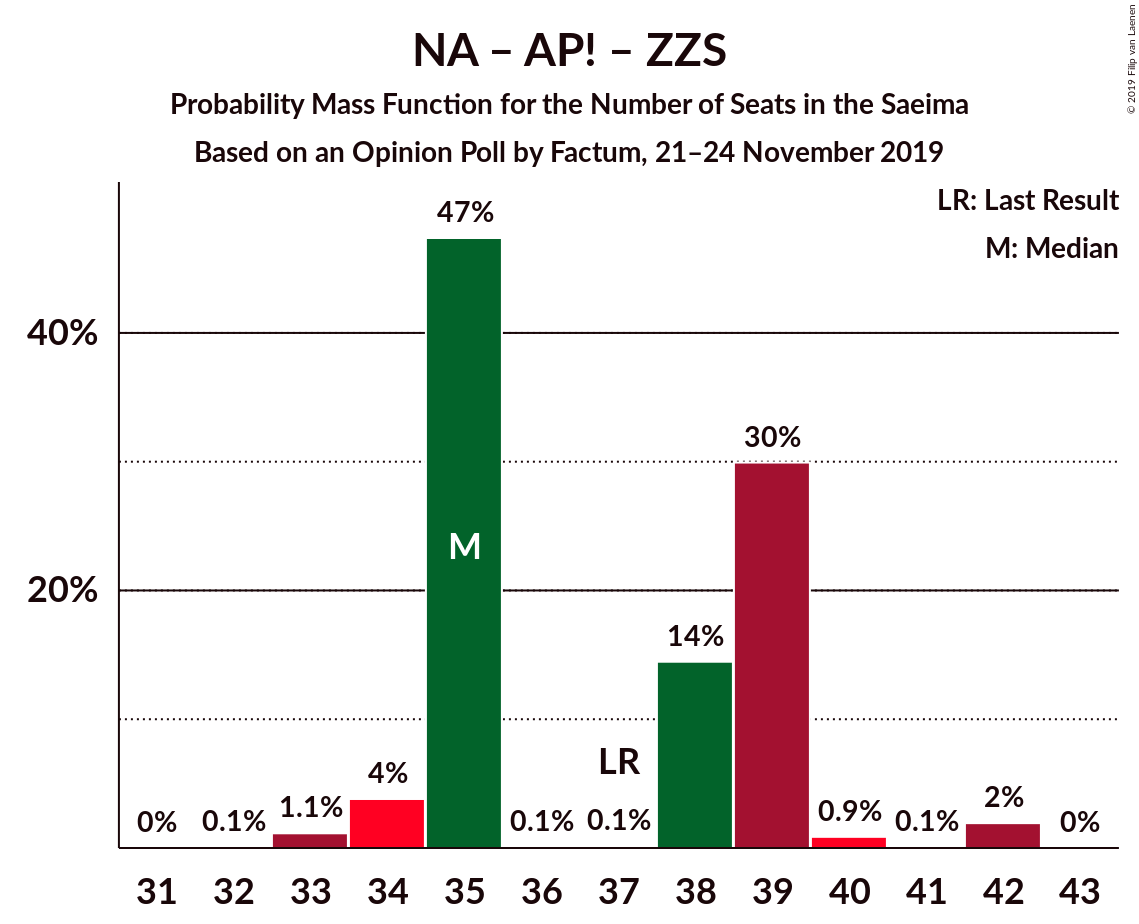 NA – AP! – ZZS
Probability Mass Function for the Number of Seats in the Saeima
Based on an Opinion Poll by Factum, 21–24 November 2019
© 2019 Filip van Laenen
LR: Last Result
M: Median
47%
40%
30%
M
20%
14%
LR
4%
2%
1.1%
0.9%
0%
0.1%
0.1%
0.1%
0.1%
0%
31 32 33 34 35 36 37 38 39 40 41 42 43